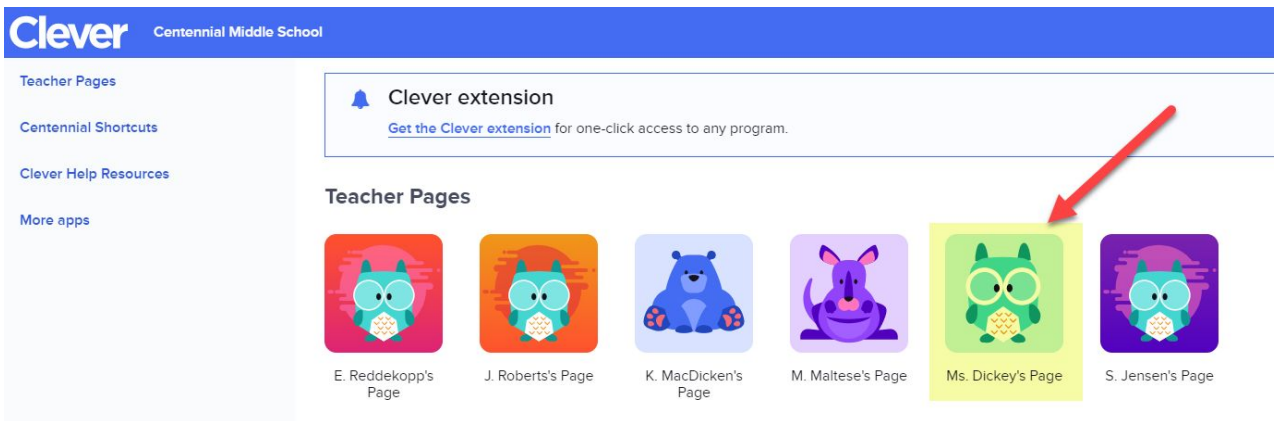 Clever Centennial Middle School
Teacher Pages
Centennial Shortcuts
Clever Help Resources
More apps
Clever extension
Get the Clever extension for one-click access to any program.
Teacher Pages
E. Reddekopp's
Page
J. Roberts's Page
K. MacDicken's
Page
M. Maltese's Page
Ms. Dickey's Page
S. Jensen's Page